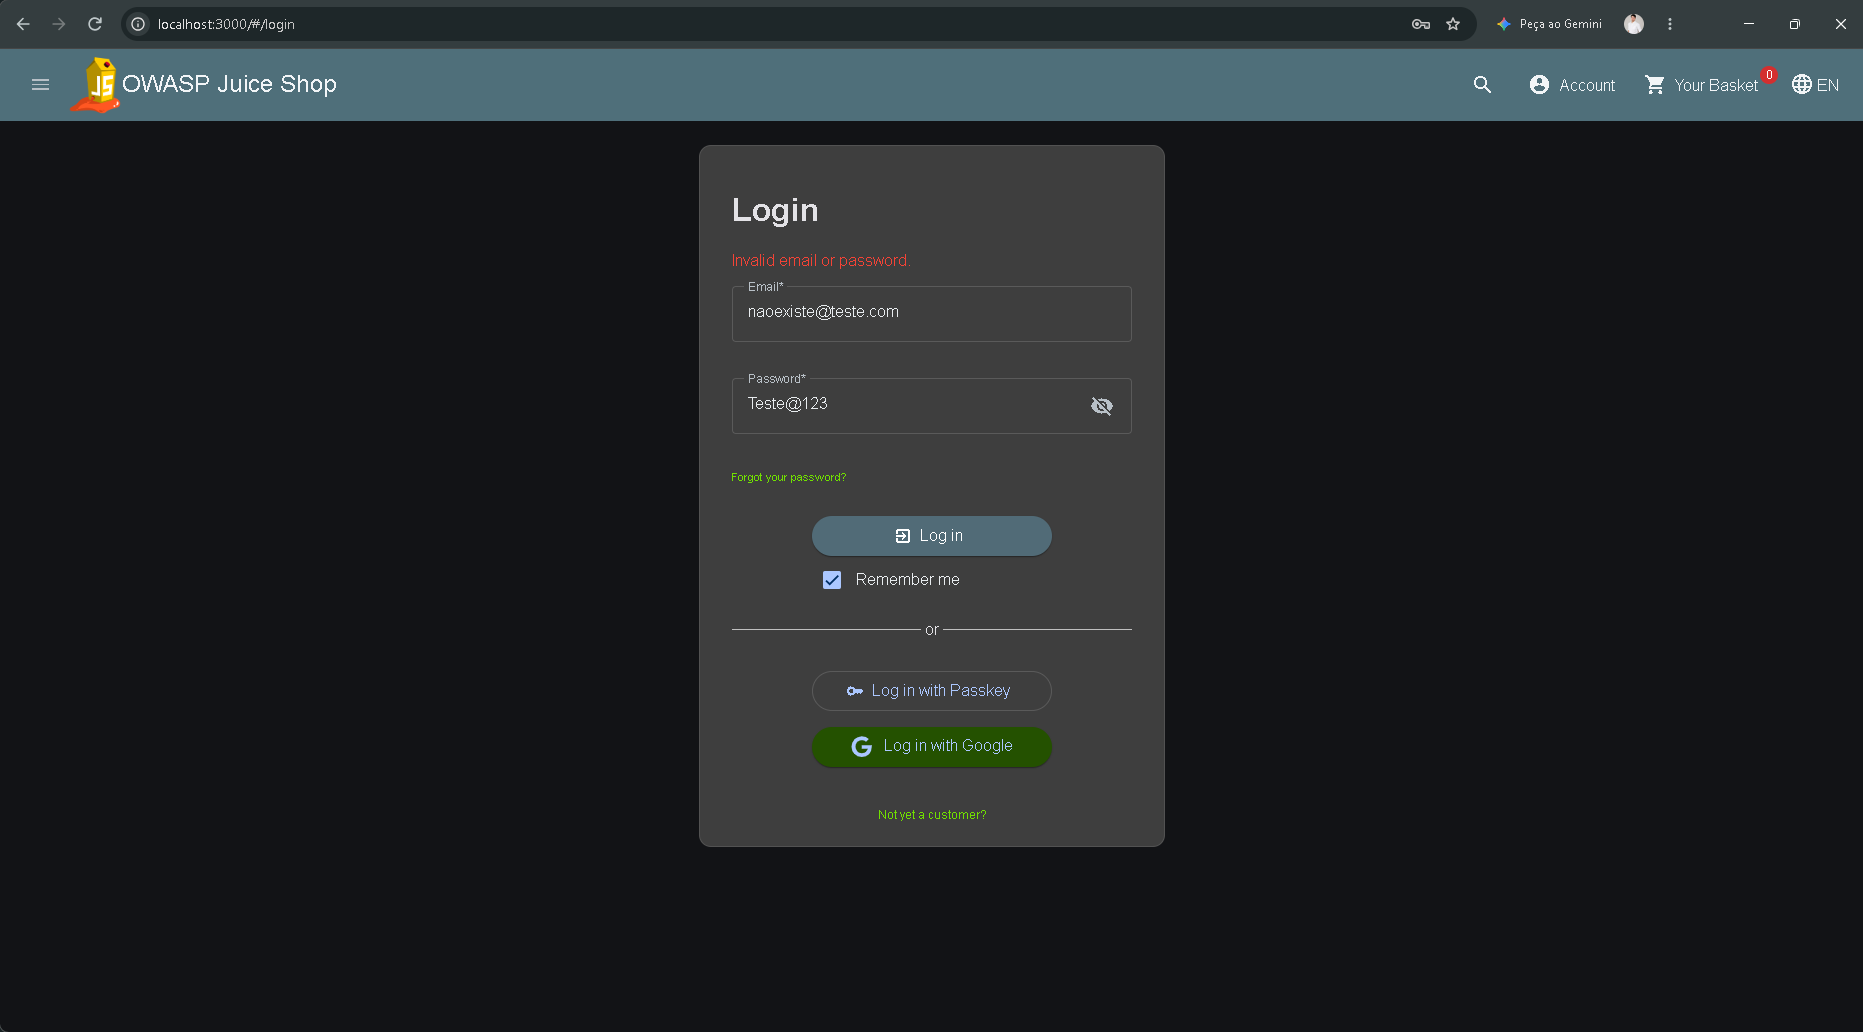 localhost:3000/#/login
Peça ao Gemini
JS
OWASP Juice Shop
Account
Your Basket
0
EN
Login
Invalid email or password.
Email*
naoexiste@teste.com
Password*
Teste@123
Forgot your password?
Log in
Remember me
or
Log in with Passkey
G Log in with Google
Not yet a customer?